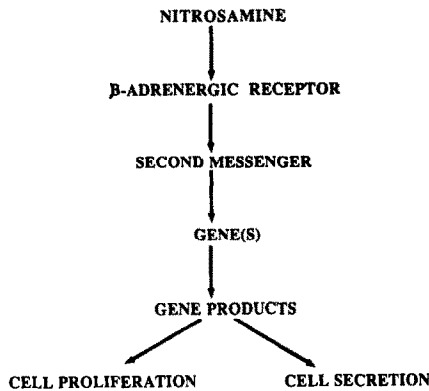 NITROSAMINE
β-ADRENERGIC RECEPTOR
SECOND MESSENGER
GENE(S)
GENE PRODUCTS
CELL PROLIFERATION CELL SECRETION